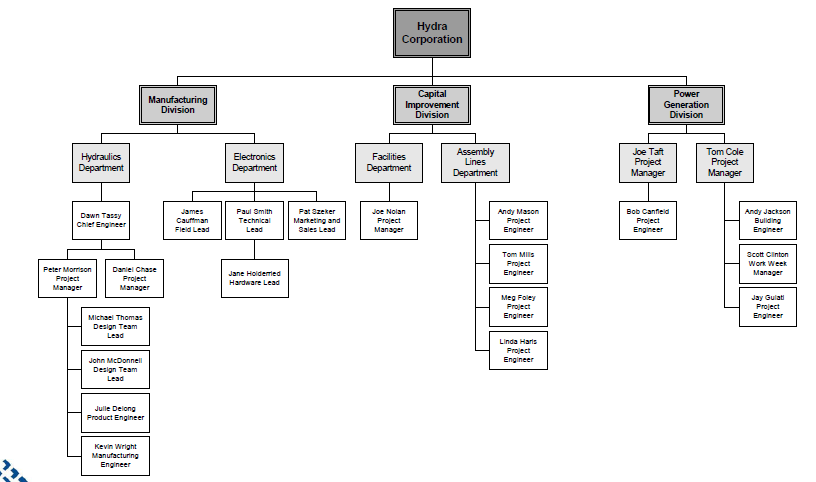 Hydra
Corporation
Manufacturing
Division
Capital
Improvement
Division
Power
Generation
Division
Hydraulics
Department
Electronics
Department
Facilities
Department
Assembly
Lines
Department
Joe Taft
Project
Manager
Tom Cole
Project
Manager
Dawn Tassy
Chief Engineer
James
Cauffman
Field Lead
Paul Smith
Technical
Lead
Pat Szeker
Marketing and
Sales Lead
Joe Nolan
Project
Manager
Andy Mason
Project
Engineer
Bob Canfield
Project
Engineer
Andy Jackson
Building
Engineer
Peter Morrison
Project
Manager
Daniel Chase
Project
Manager
Jane Holderried
Hardware Lead
Tom Mills
Project
Engineer
Scott Clinton
Work Week
Manager
Michael Thomas
Design Team
Lead
Meg Foley
Project
Engineer
Jay Gulati
Project
Engineer
John McDonnell
Design Team
Lead
Linda Haris
Project
Engineer
Julie Delong
Product Engineer
Kevin Wright
Manufacturing
Engineer